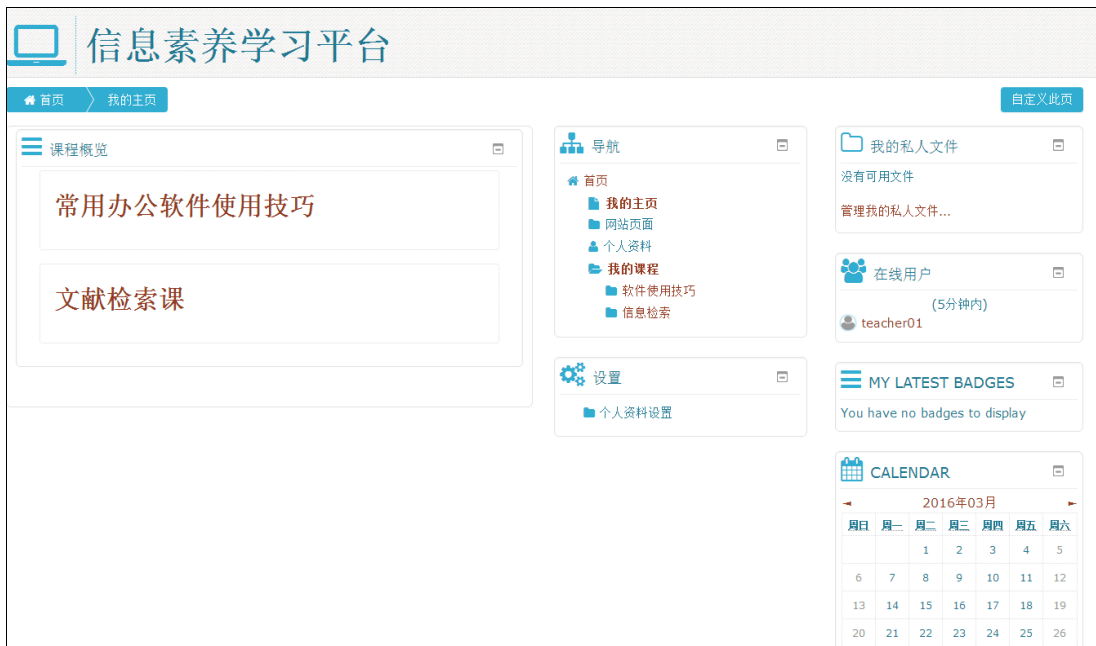 信息素养学习平台
首页 我的主页
自定义此页
课程概览
常用办公软件使用技巧
文献检索课
导航
首页
我的主页
网站页面
个人资料
我的课程
软件使用技巧
信息检索
设置
个人资料设置
我的私人文件
没有可用文件
管理我的私人文件...
在线用户
(5分钟内)
teacher01
MY LATEST BADGES
You have no badges to display
CALENDAR
◄ 2016年03月 ►
周日 周一 周二 周三 周四 周五 周六
1 2 3 4 5
6 7 8 9 10 11 12
13 14 15 16 17 18 19
20 21 22 23 24 25 26